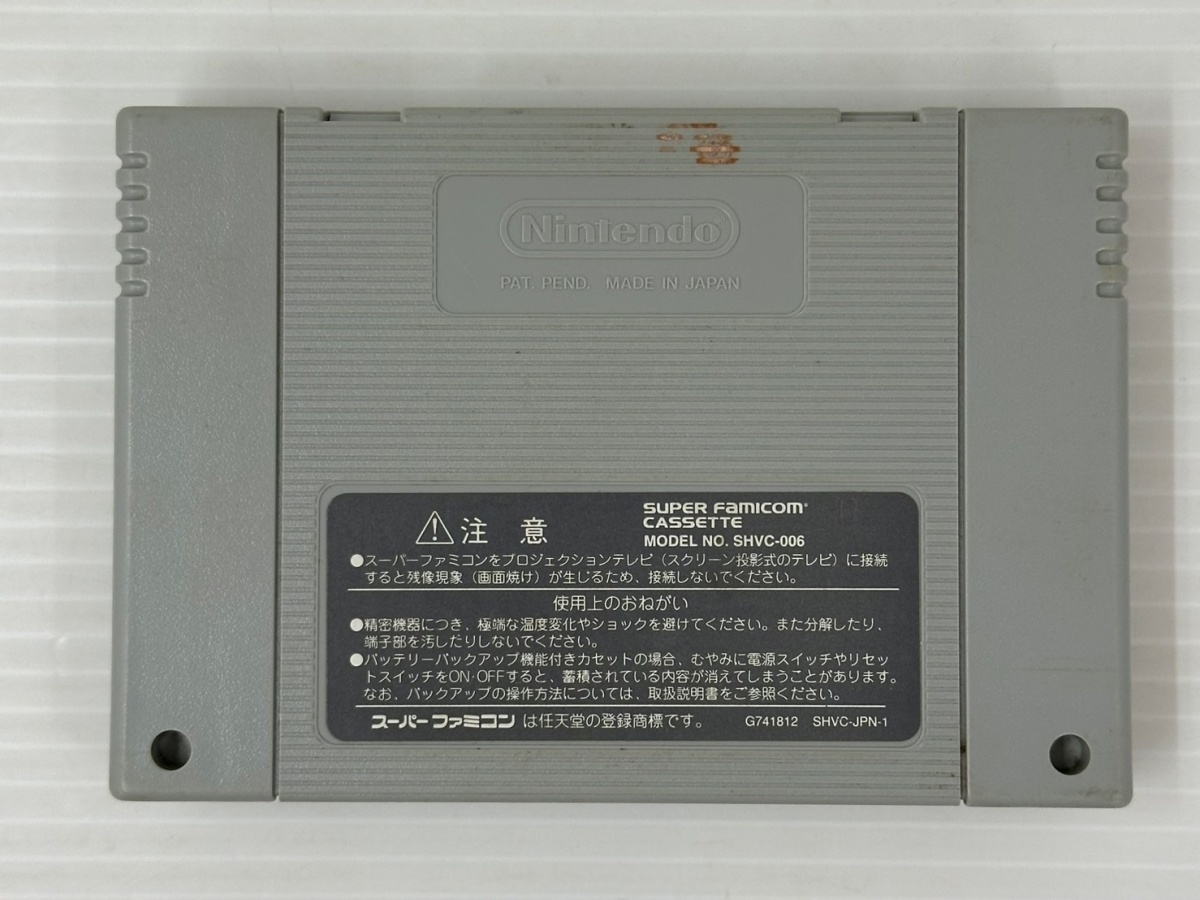 Nintendo
PAT. PEND. MADE IN JAPAN
注 意
SUPER FAMICOM
CASSETTE
MODEL NO. SHVC-006
●スーパーファミコンをプロジェクションテレビ(スクリーン投影式のテレビ)に接続
すると残像現象(画面焼け)が生じるため、接続しないでください。
使用上のおねがい
●精密機器につき、極端な温度変化やショックを避けてください。また分解したり、
端子部を汚したりしないでください。
●バッテリーバックアップ機能付きカセットの場合、むやみに電源スイッチやリセッ
トスイッチをON·OFFすると、蓄積されている内容が消えてしまうことがあります。
なお、バックアップの操作方法については、取扱説明書をご参照ください。
スーパーファミコン は任天堂の登録商標です。 G741812 SHVC-JPN-1